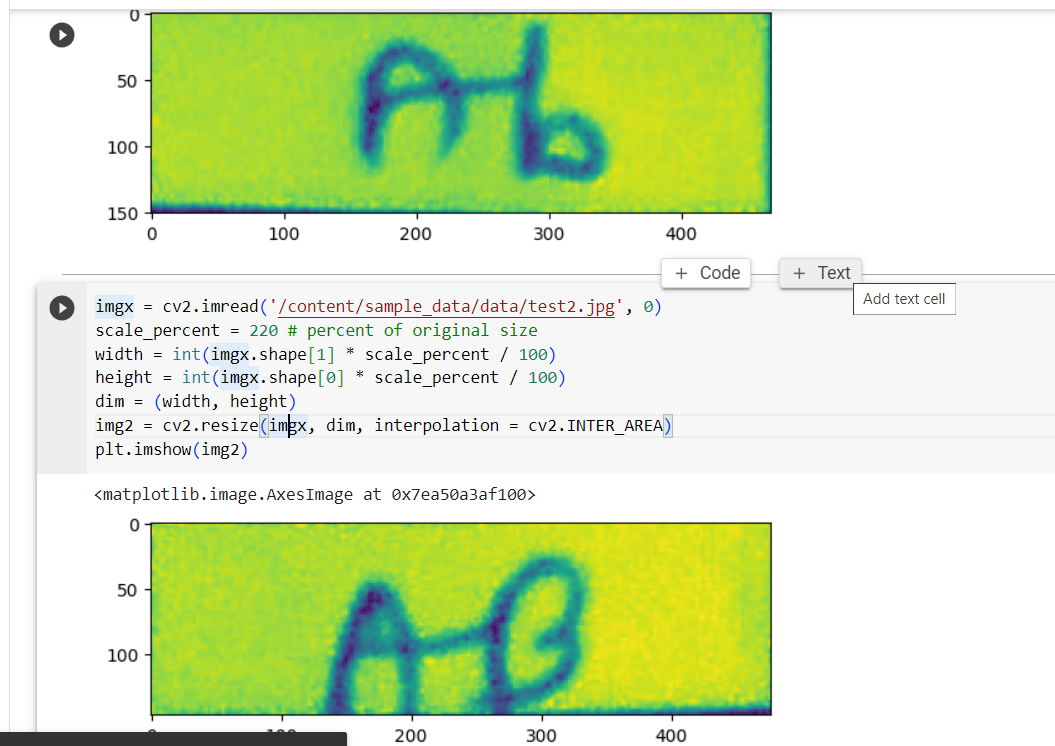 0
50
100
150
0 100 200 300 400
Ab
+ Code + Text
Add text cell
imgx = cv2.imread('/content/sample_data/data/test2.jpg', 0)
scale_percent = 220 # percent of original size
width = int(imgx.shape[1] * scale_percent / 100)
height = int(imgx.shape[0] * scale_percent / 100)
dim = (width, height)
img2 = cv2.resize(imgx, dim, interpolation = cv2.INTER_AREA)
plt.imshow(img2)
<matplotlib.image.AxesImage at 0x7ea50a3af100>
0
50
100
AB
0 100 200 300 400